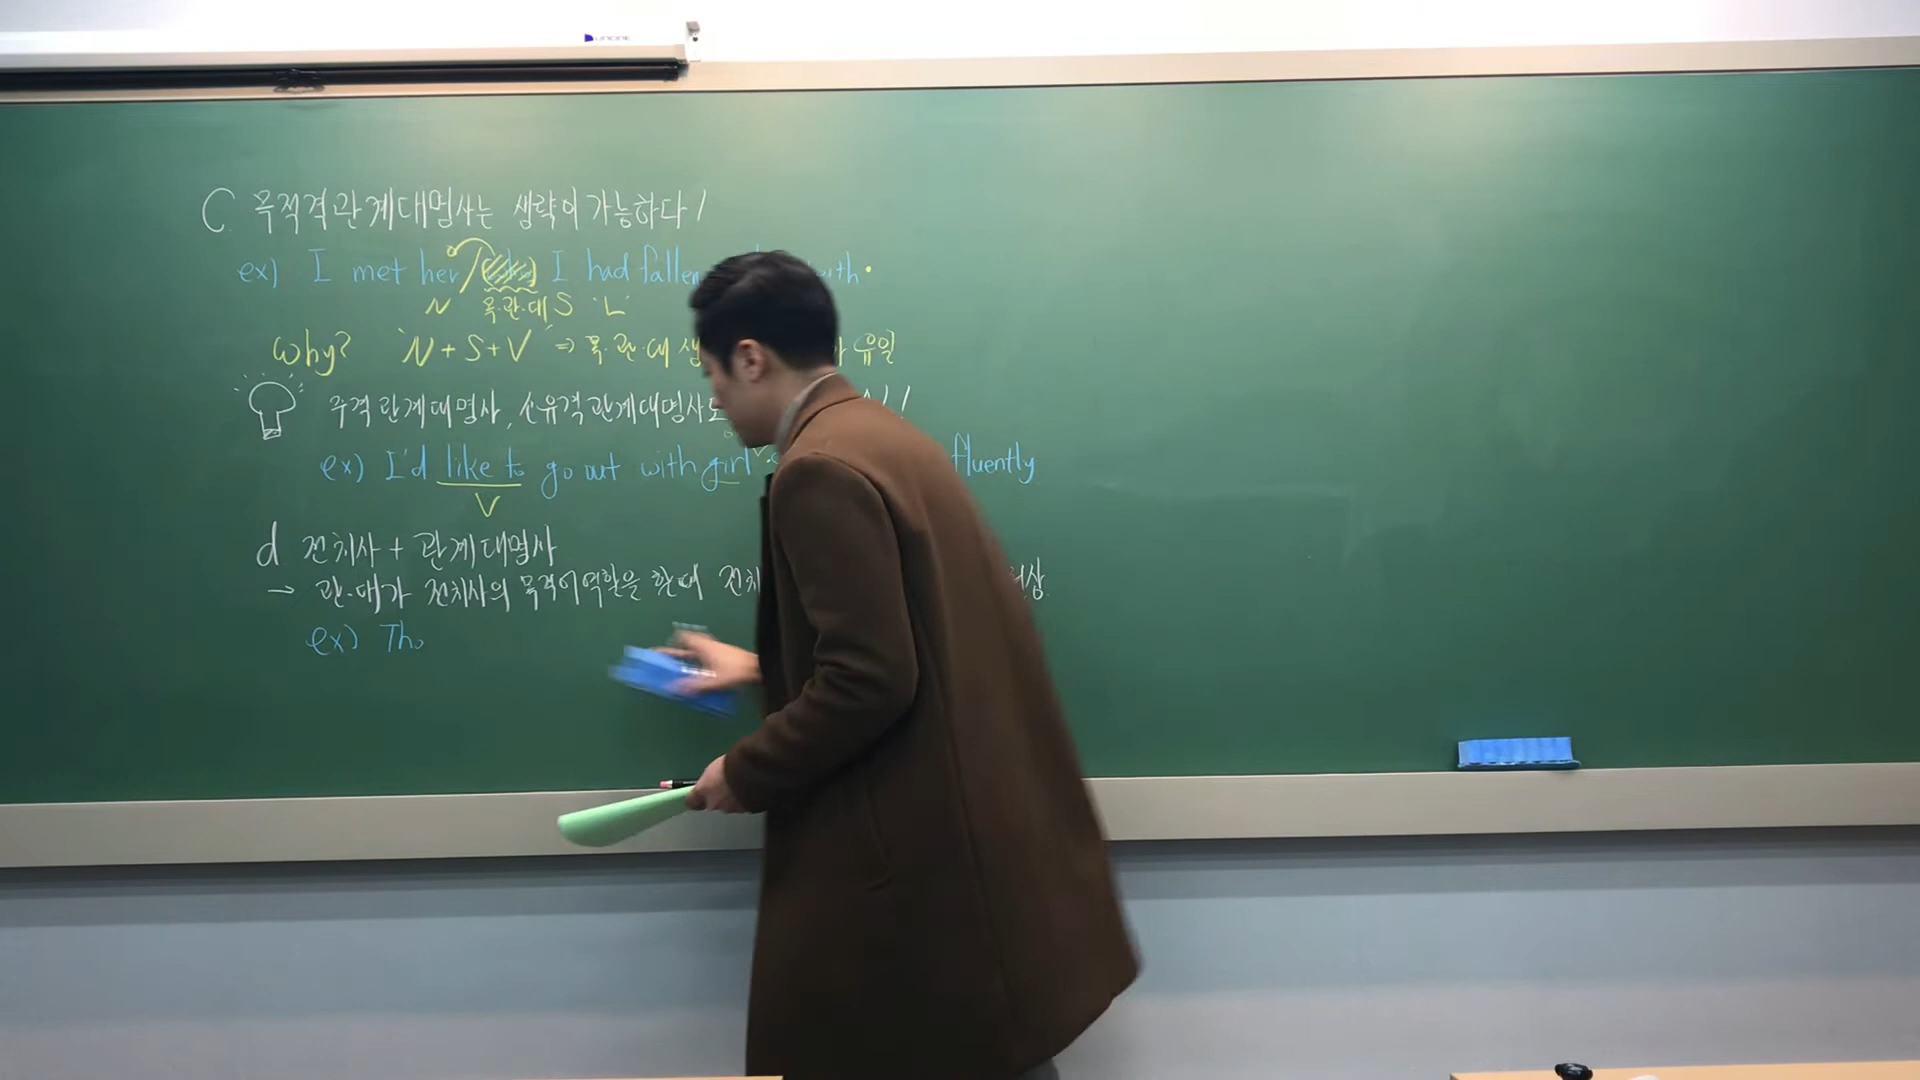 C. 목적격관계대명사는 생략이 가능하다!
ex) I met her I had fallen with.
N 목·관·대 S 'L'
Why? 'N+S+V' ⇒ 목·관·대 생 유일
주격관계대명사, 소유격관계대명사도 !!
ex) I'd like to go out with girl fluently
V
d 전치사 + 관계대명사
→ 관·대가 전치사의 목적어역할을 할때 전치
ex) Th